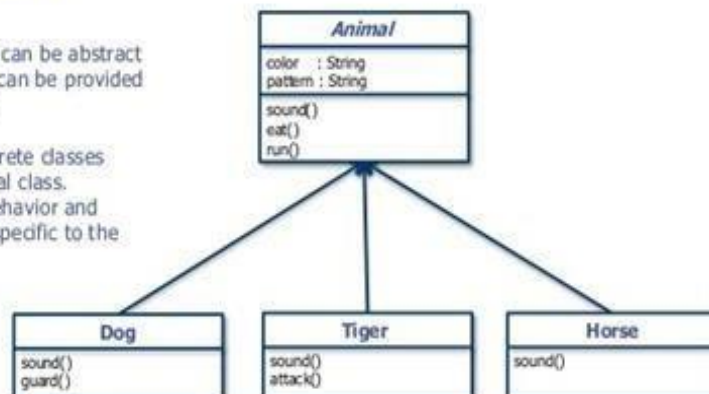 can be abstract
can be provided
rete classes
al class.
ehavior and
pecific to the
Animal
color : String
pattern : String
sound()
eat()
run()
Dog
sound()
guard()
Tiger
sound()
attack()
Horse
sound()